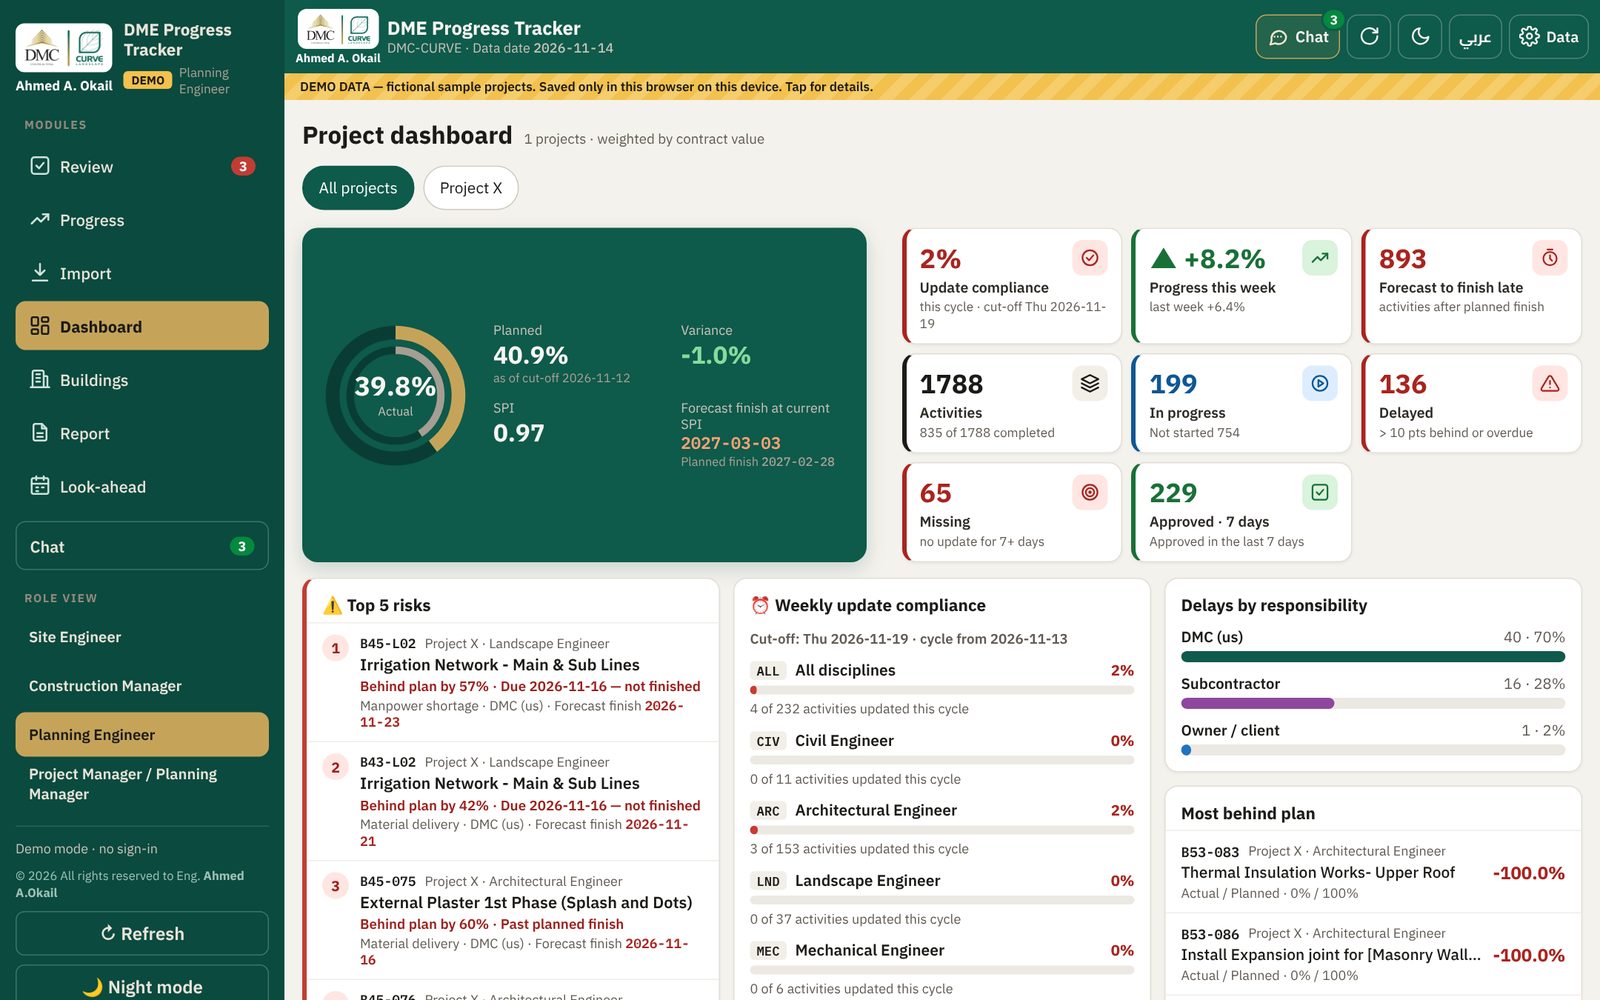 DMC
CURVE
LANDSCAPE
Ahmed A. Okail
DME Progress
Tracker
DEMO
Planning
Engineer
MODULES
Review
3
Progress
Import
Dashboard
Buildings
Report
Look-ahead
Chat
3
ROLE VIEW
Site Engineer
Construction Manager
Planning Engineer
Project Manager / Planning
Manager
Demo mode · no sign-in
© 2026 All rights reserved to Eng. Ahmed
A.Okail
↻ Refresh
🌙 Night mode
DMC
CURVE
Ahmed A. Okail
DME Progress Tracker
DMC-CURVE · Data date 2026-11-14
Chat
3
عربي
Data
DEMO DATA — fictional sample projects. Saved only in this browser on this device. Tap for details.
Project dashboard
1 projects · weighted by contract value
All projects
Project X
39.8%
Actual
Planned
40.9%
as of cut-off 2026-11-12
Variance
-1.0%
SPI
0.97
Forecast finish at current
SPI
2027-03-03
Planned finish 2027-02-28
2%
Update compliance
this cycle · cut-off Thu 2026-11-
19
▲ +8.2%
Progress this week
last week +6.4%
893
Forecast to finish late
activities after planned finish
1788
Activities
835 of 1788 completed
199
In progress
Not started 754
136
Delayed
> 10 pts behind or overdue
65
Missing
no update for 7+ days
229
Approved · 7 days
Approved in the last 7 days
⚠️ Top 5 risks
1
B45-L02 Project X · Landscape Engineer
Irrigation Network - Main & Sub Lines
Behind plan by 57% · Due 2026-11-16 — not finished
Manpower shortage · DMC (us) · Forecast finish 2026-
11-23
2
B43-L02 Project X · Landscape Engineer
Irrigation Network - Main & Sub Lines
Behind plan by 42% · Due 2026-11-16 — not finished
Material delivery · DMC (us) · Forecast finish 2026-11-
21
3
B45-075 Project X · Architectural Engineer
External Plaster 1st Phase (Splash and Dots)
Behind plan by 60% · Past planned finish
Material delivery · DMC (us) · Forecast finish 2026-11-
16
B45-076 Project X · Architectural Engineer
⏰ Weekly update compliance
Cut-off: Thu 2026-11-19 · cycle from 2026-11-13
ALL All disciplines 2%
4 of 232 activities updated this cycle
CIV Civil Engineer 0%
0 of 11 activities updated this cycle
ARC Architectural Engineer 2%
3 of 153 activities updated this cycle
LND Landscape Engineer 0%
0 of 37 activities updated this cycle
MEC Mechanical Engineer 0%
0 of 6 activities updated this cycle
Delays by responsibility
DMC (us) 40 · 70%
Subcontractor 16 · 28%
Owner / client 1 · 2%
Most behind plan
B53-083 Project X · Architectural Engineer
Thermal Insulation Works- Upper Roof -100.0%
Actual / Planned · 0% / 100%
B53-086 Project X · Architectural Engineer
Install Expansion joint for [Masonry Wall... -100.0%
Actual / Planned · 0% / 100%